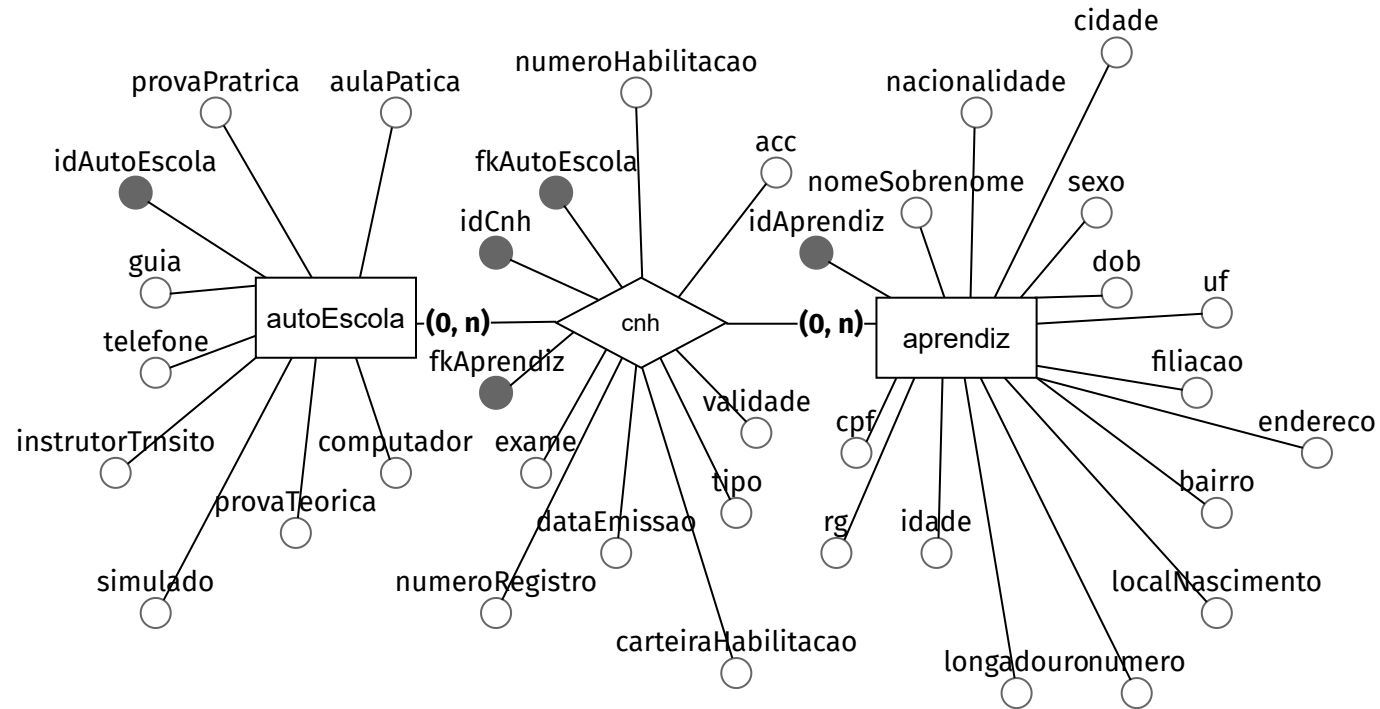 cidade
numeroHabilitacao
provaPratrica
aulaPatica
nacionalidade
acc
idAutoEscola
fkAutoEscola
nomeSobrenome
sexo
idCnh
idAprendiz
guia
dob
uf
autoEscola
(0, n)
cnh
(0, n)
aprendiz
telefone
fkAprendiz
filiacao
validade
cpf
endereco
instrutorTrnsito
computador
exame
provaTeorica
tipo
bairro
dataEmissao
rg
idade
simulado
numeroRegistro
localNascimento
carteiraHabilitacao
longadouro
numero